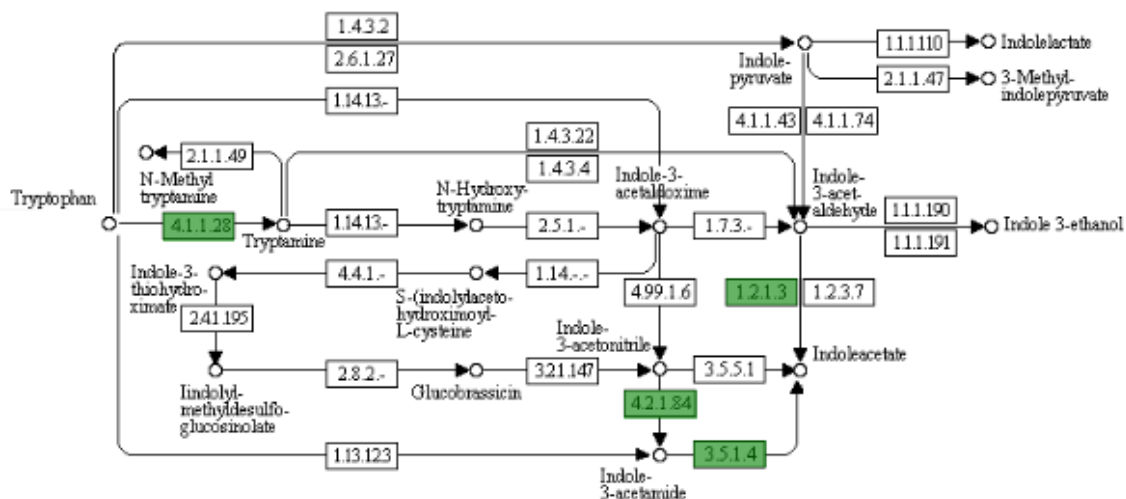 1.4.3.2
2.6.1.27
Indole-
pyruvate
1.1.1.110
Indolelactate
2.1.1.47
3-Methyl-
indolepyruvate
1.14.13.-
4.1.1.43
4.1.1.74
1.4.3.22
1.4.3.4
2.1.1.49
N-Methyl
tryptamine
Tryptophan
4.1.1.28
Tryptamine
1.14.13.-
N-Hydroxy-
tryptamine
2.5.1.-
Indole-3-
acetaldoxime
1.7.3.-
Indole-
3-acet-
aldehyde
1.1.1.190
1.1.1.191
Indole 3-ethanol
Indole-3-
thiohydro-
ximate
4.4.1.-
S-(indolylaceto-
hydroximoyl-
L-cysteine
1.14.-.-
4.99.1.6
1.2.1.3
1.2.3.7
2.4.1.195
Indole-
3-acetonitrile
Indoleacetate
Iindolyl-
methyldesulfo-
glucosinolate
2.8.2.-
Glucobrassicin
3.2.1.147
3.5.5.1
4.2.1.84
1.13.12.3
Indole-
3-acetamide
3.5.1.4